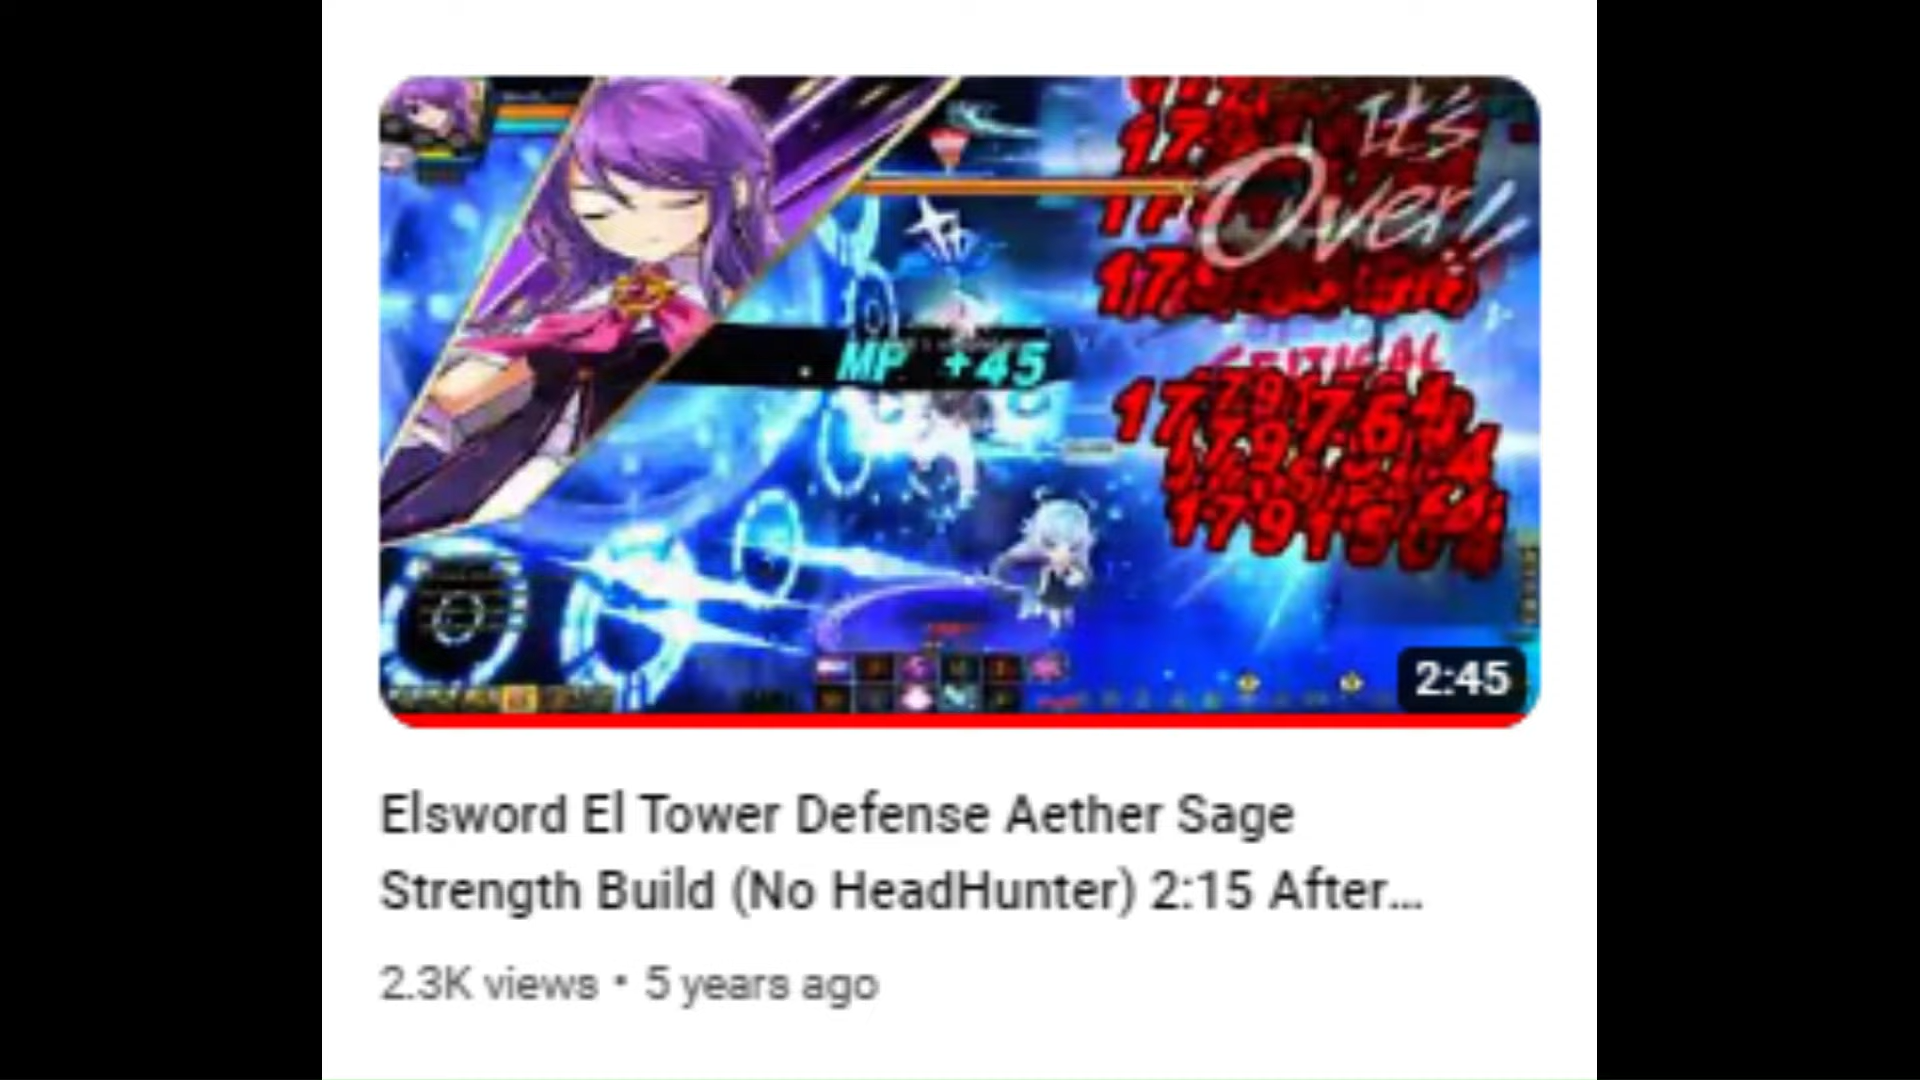 It's
Over!!
MP +45
CRITICAL
2:45
Elsword El Tower Defense Aether Sage
Strength Build (No HeadHunter) 2:15 After...
2.3K views • 5 years ago